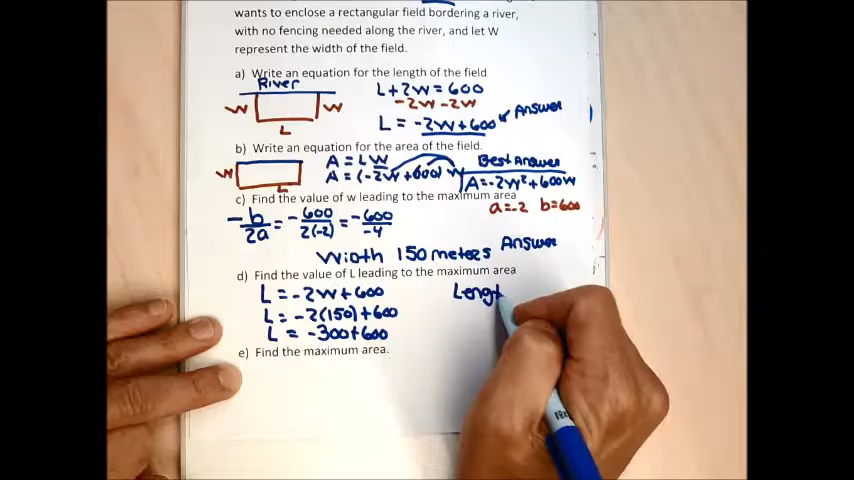 wants to enclose a rectangular field bordering a river,
with no fencing needed along the river, and let W
represent the width of the field.
a) Write an equation for the length of the field
River
L+2W=600
W W
-2W -2W
L = -2W+600 Answer
L
b) Write an equation for the area of the field.
A = LW Best Answer
W A = (-2W+600) W A=-2W²+600W
L
c) Find the value of w leading to the maximum area
a=-2 b=600
-b/2a = -600/2(-2) = -600/-4
Width 150 meters Answer
d) Find the value of L leading to the maximum area
L = -2W+600 Lengt
L = -2(150)+600
L = -300+600
e) Find the maximum area.